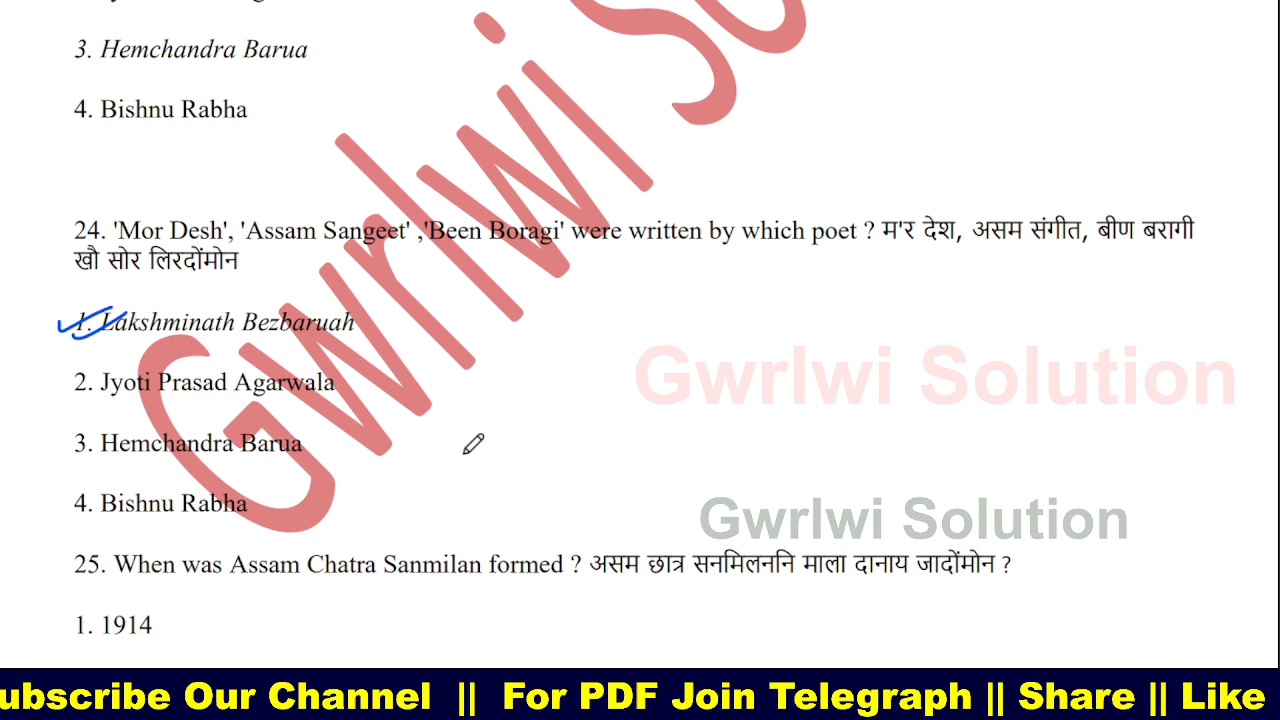 3. Hemchandra Barua
4. Bishnu Rabha
24. 'Mor Desh', 'Assam Sangeet' ,'Been Boragi' were written by which poet ? म'र देश, असम संगीत, बीण बरागी
खौ सोर लिरदोंमोन
1. Lakshminath Bezbaruah
2. Jyoti Prasad Agarwala
3. Hemchandra Barua
4. Bishnu Rabha
25. When was Assam Chatra Sanmilan formed ? असम छात्र सनमिलननि माला दानाय जादोंमोन ?
1. 1914
Gwrlwi So
Gwrlwi Solution
Gwrlwi Solution
ubscribe Our Channel || For PDF Join Telegraph || Share || Like